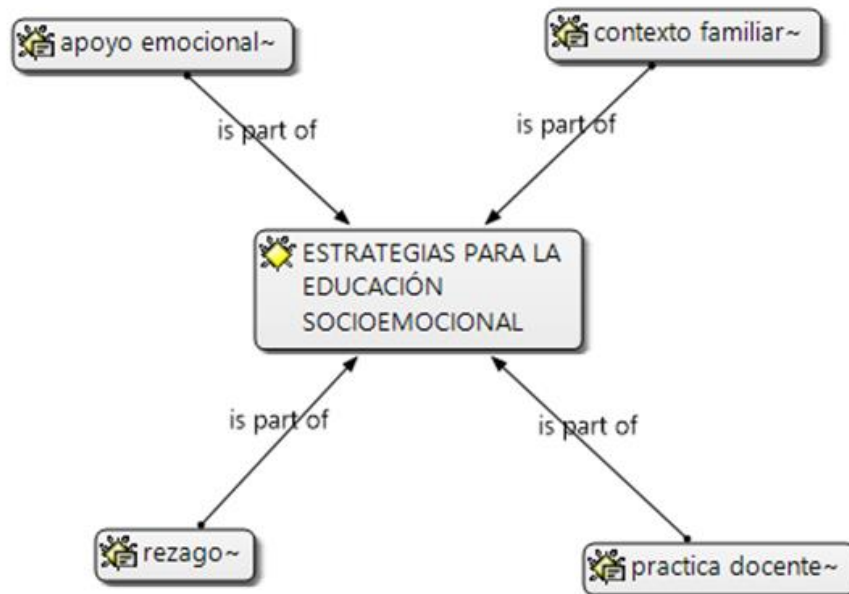 apoyo emocional~
contexto familiar~
is part of
is part of
ESTRATEGIAS PARA LA
EDUCACIÓN
SOCIOEMOCIONAL
is part of
is part of
rezago~
practica docente~